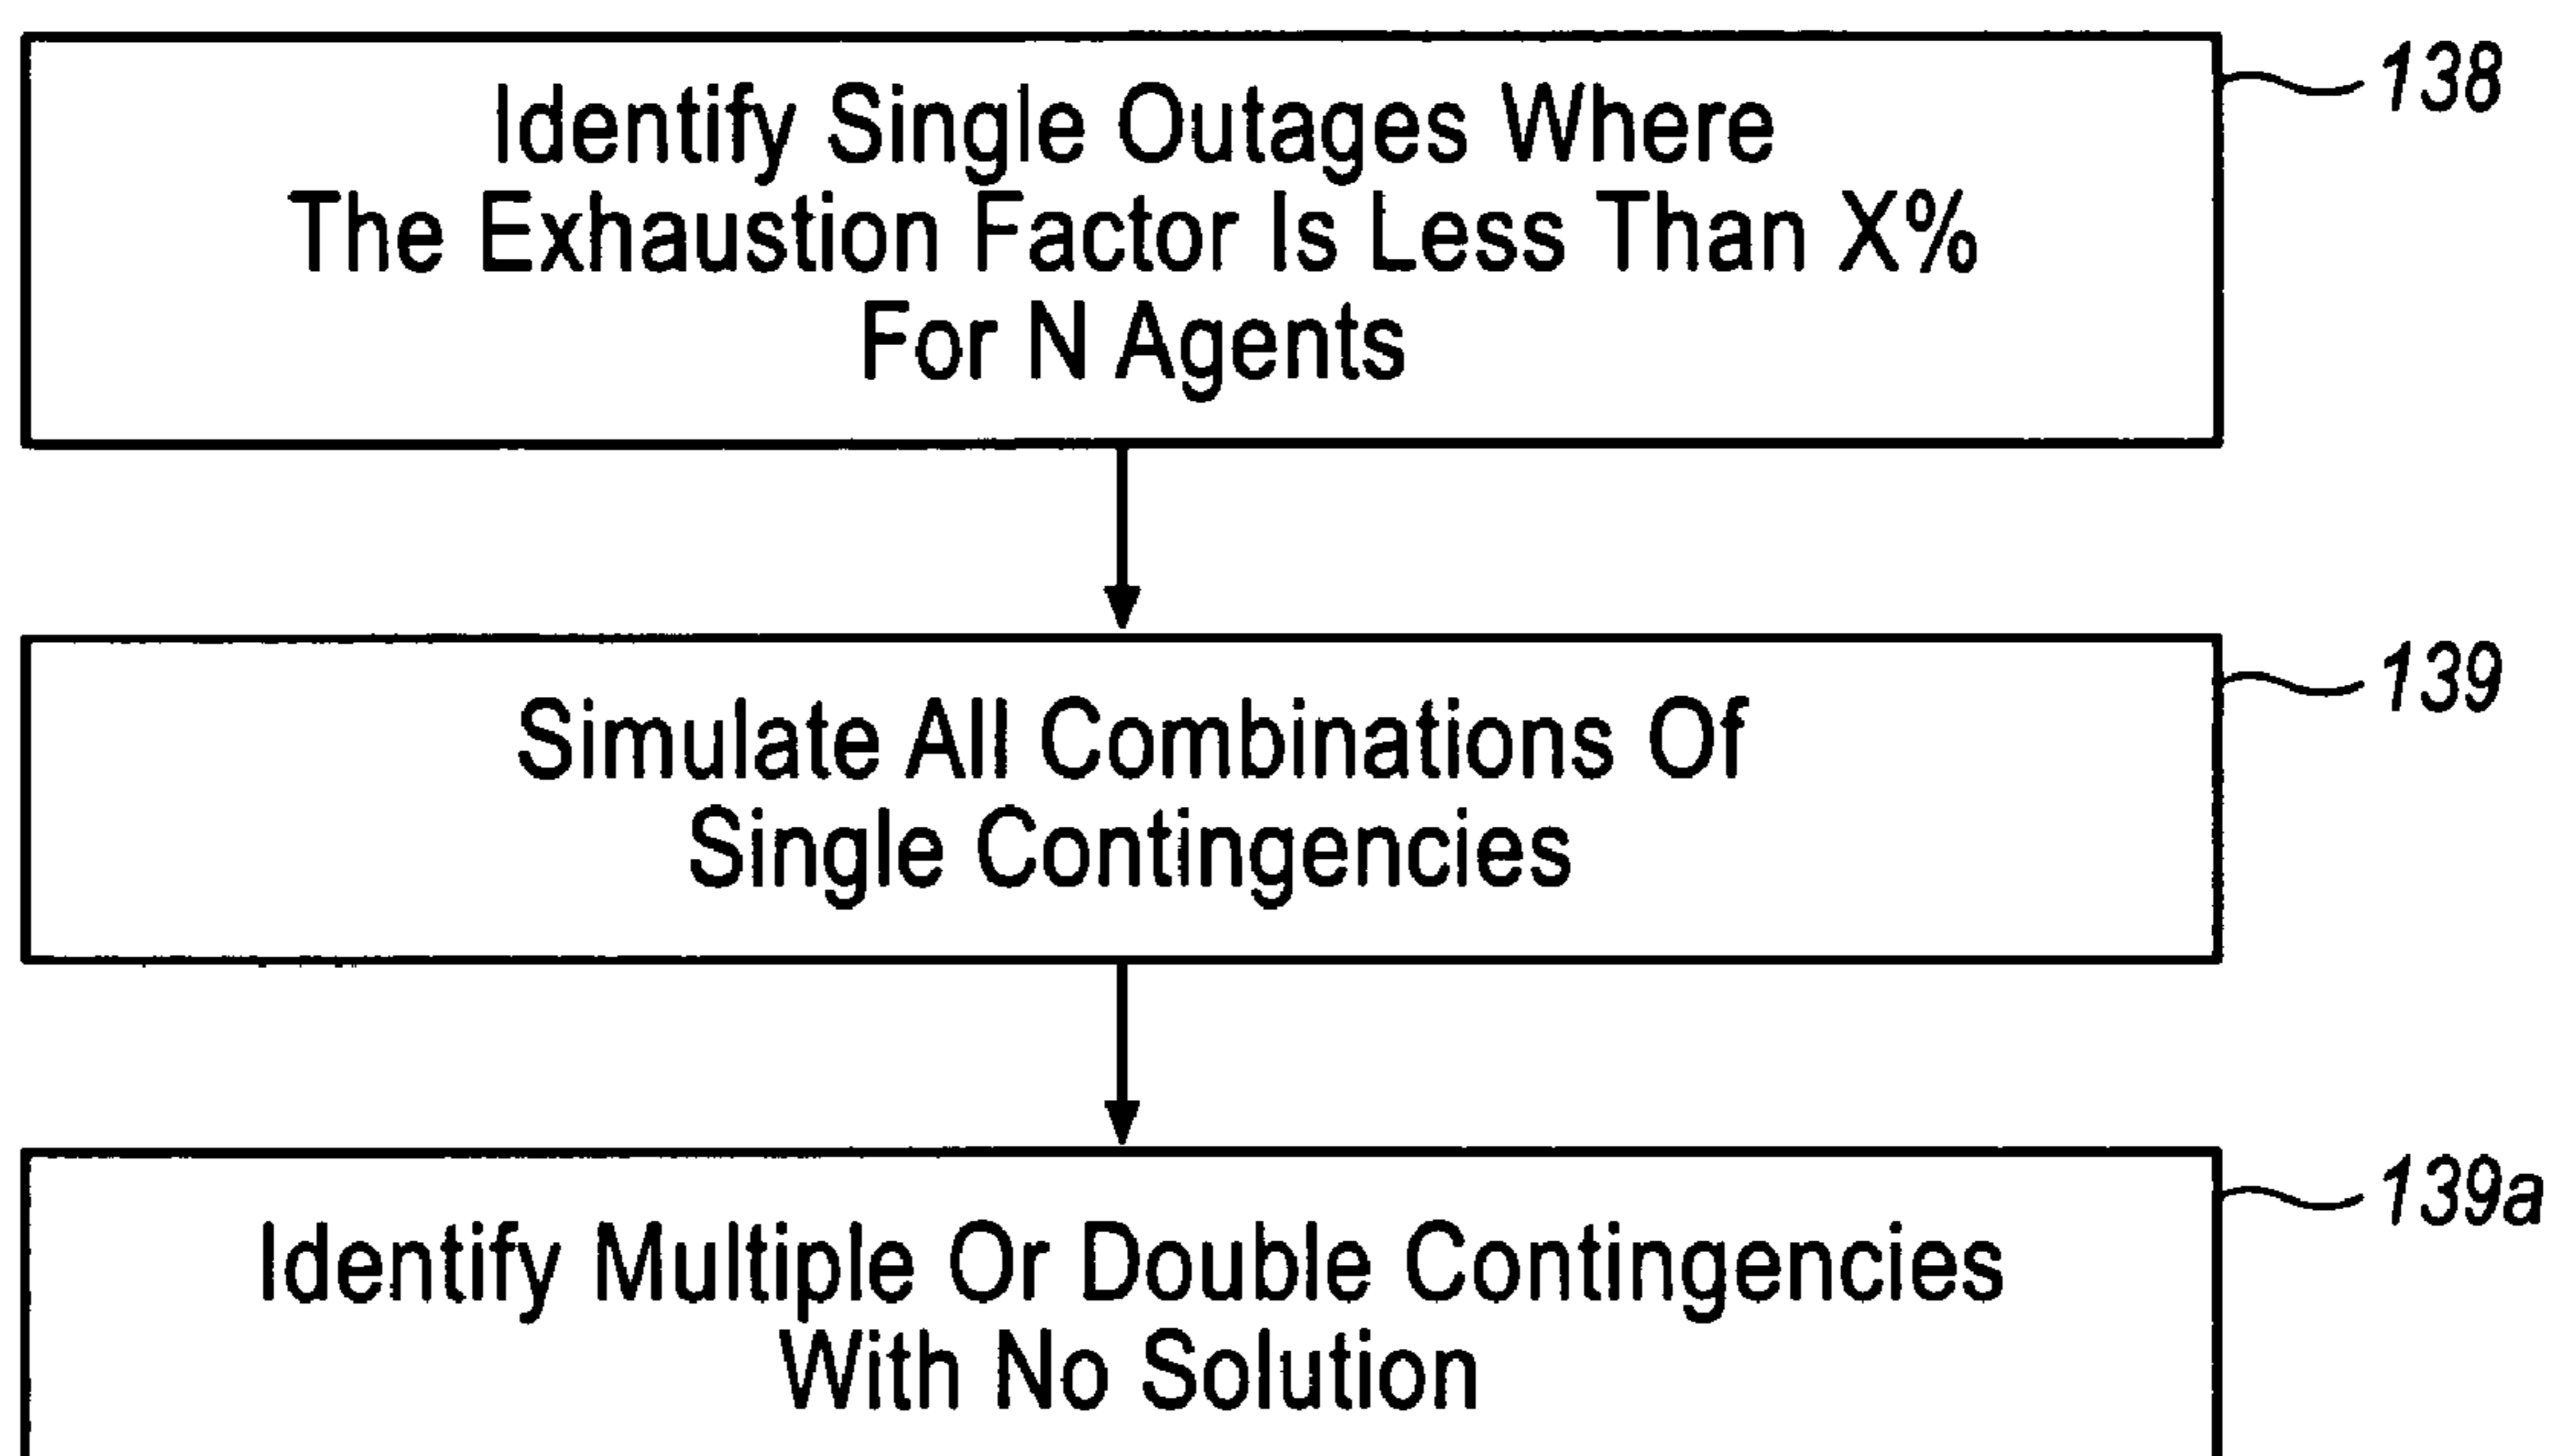 Identify Single Outages Where
The Exhaustion Factor Is Less Than X%
For N Agents
138
Simulate All Combinations Of
Single Contingencies
139
Identify Multiple Or Double Contingencies
With No Solution
139a